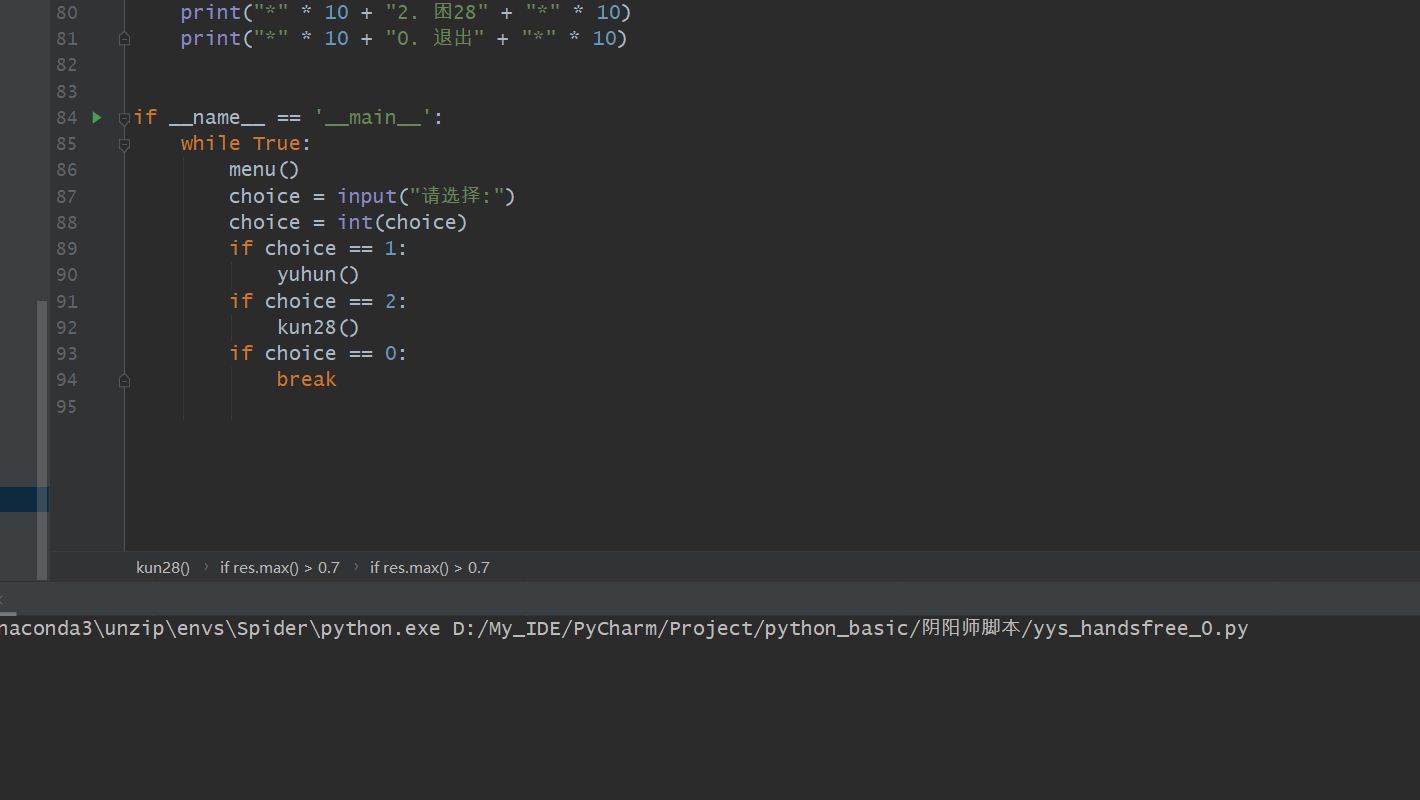 80 print("*" * 10 + "2. 困28" + "*" * 10)
81 print("*" * 10 + "0. 退出" + "*" * 10)
82
83
84 if __name__ == '__main__':
85 while True:
86 menu()
87 choice = input("请选择:")
88 choice = int(choice)
89 if choice == 1:
90 yuhun()
91 if choice == 2:
92 kun28()
93 if choice == 0:
94 break
95
kun28() › if res.max() > 0.7 › if res.max() > 0.7
naconda3\unzip\envs\Spider\python.exe D:/My_IDE/PyCharm/Project/python_basic/阴阳师脚本/yys_handsfree_0.py